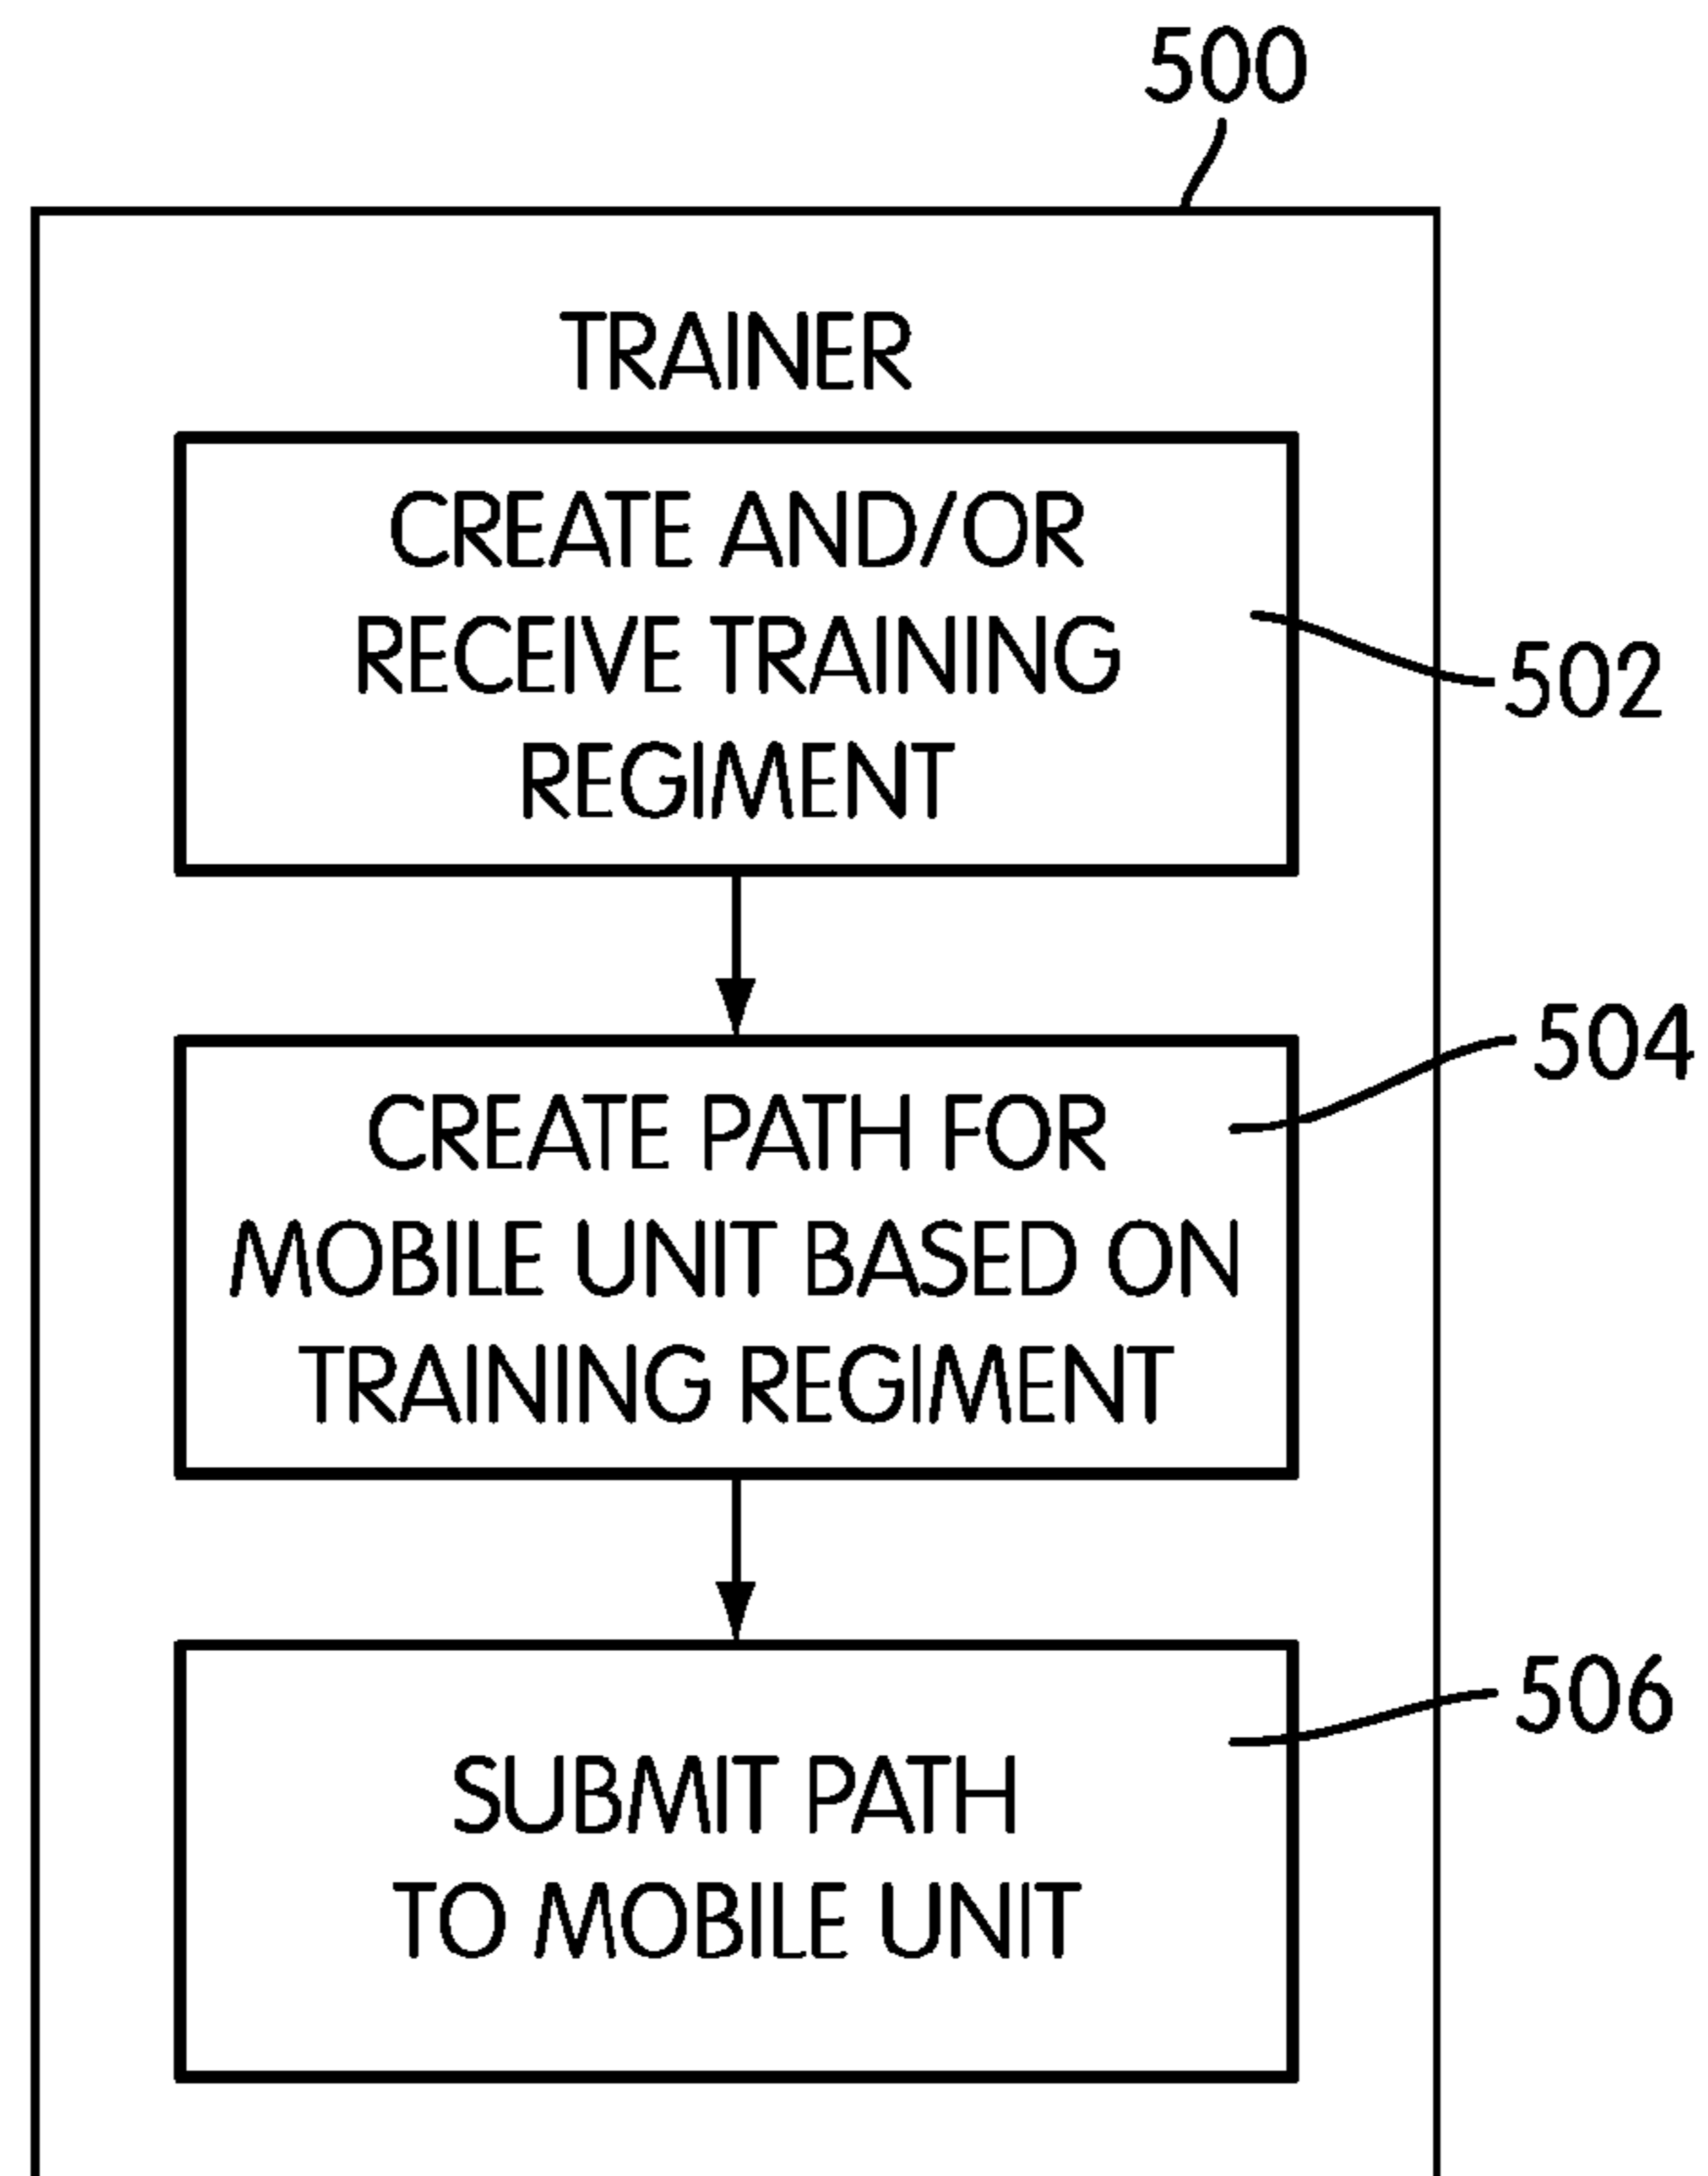 500
TRAINER
CREATE AND/OR
RECEIVE TRAINING
REGIMENT
502
504
CREATE PATH FOR
MOBILE UNIT BASED ON
TRAINING REGIMENT
506
SUBMIT PATH
TO MOBILE UNIT